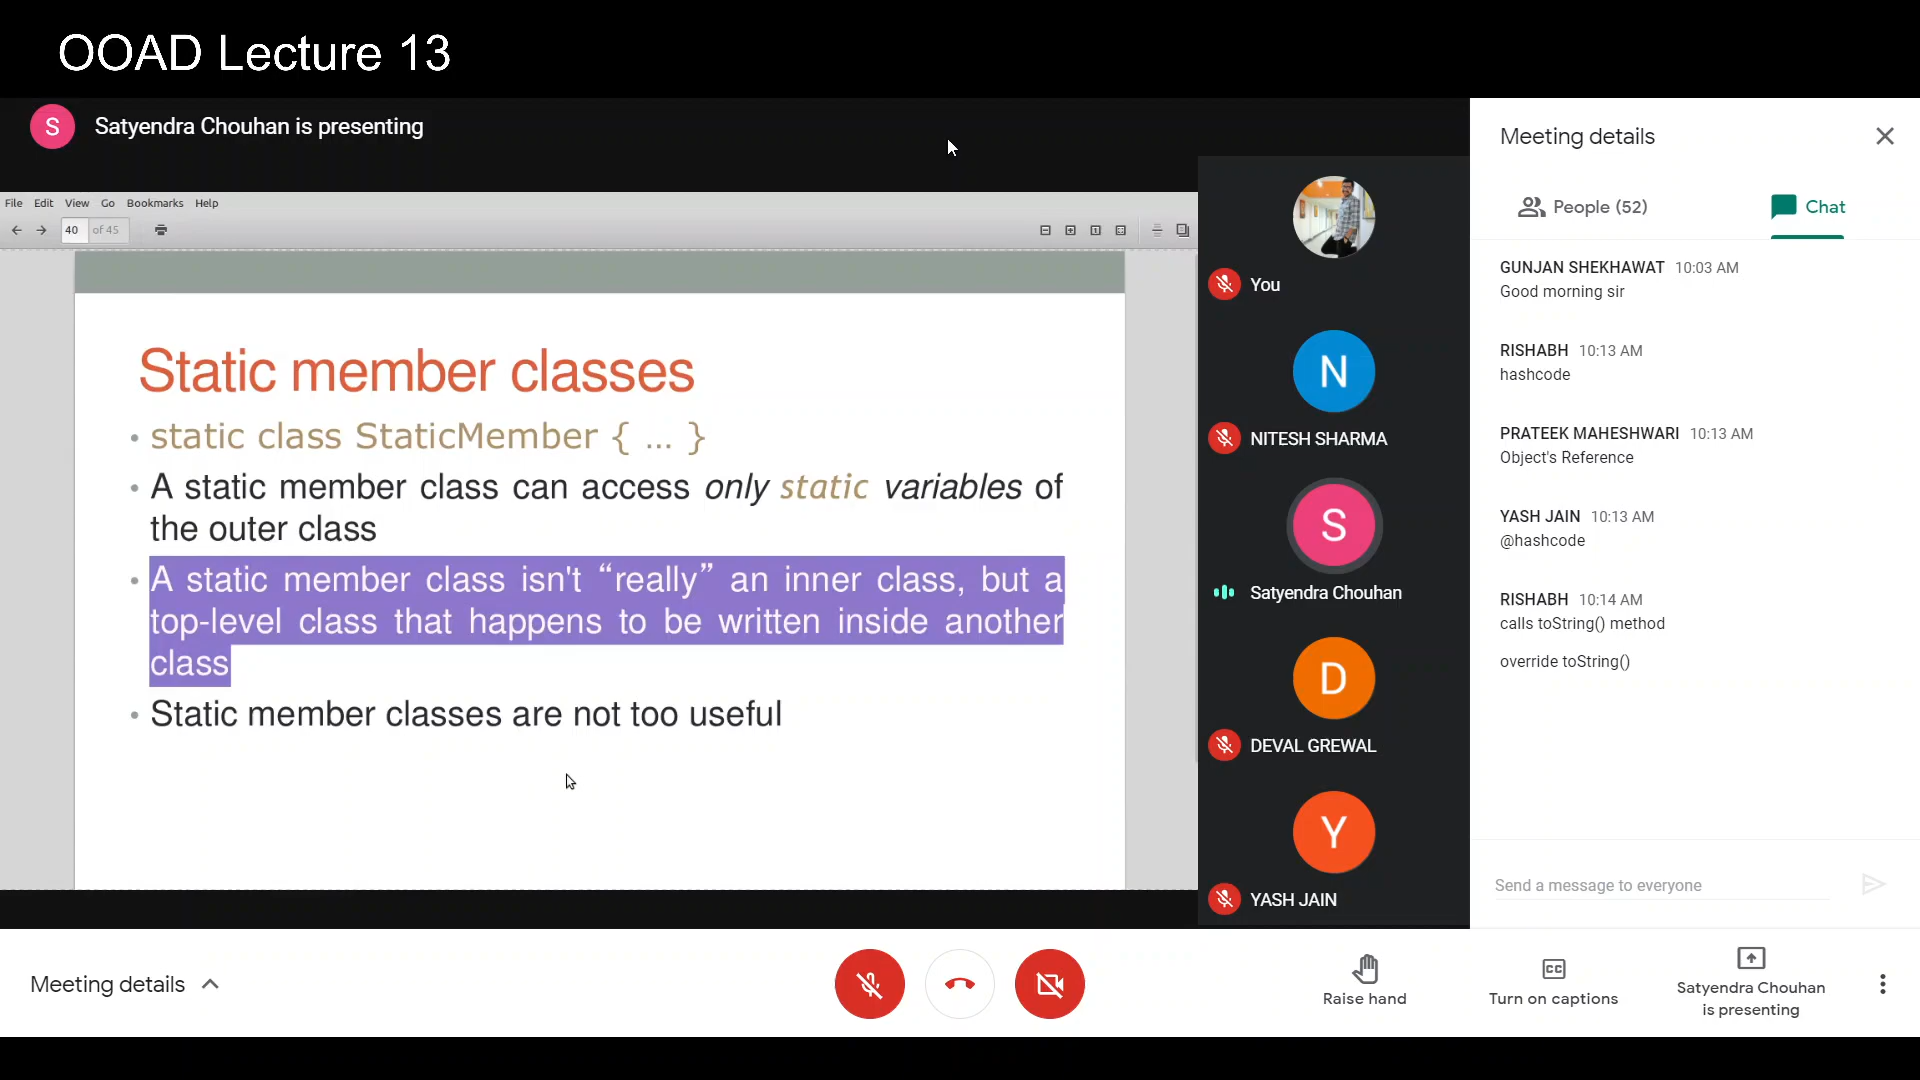 OOAD Lecture 13
S
Satyendra Chouhan is presenting
File Edit View Go Bookmarks Help
40 of 45
Static member classes
• static class StaticMember { ... }
• A static member class can access only static variables of
the outer class
• A static member class isn't “really” an inner class, but a
top-level class that happens to be written inside another
class
• Static member classes are not too useful
You
N
NITESH SHARMA
S
Satyendra Chouhan
D
DEVAL GREWAL
Y
YASH JAIN
Meeting details
People (52)
Chat
GUNJAN SHEKHAWAT 10:03 AM
Good morning sir
RISHABH 10:13 AM
hashcode
PRATEEK MAHESHWARI 10:13 AM
Object's Reference
YASH JAIN 10:13 AM
@hashcode
RISHABH 10:14 AM
calls toString() method
override toString()
Send a message to everyone
Meeting details
Raise hand
CC
Turn on captions
Satyendra Chouhan
is presenting